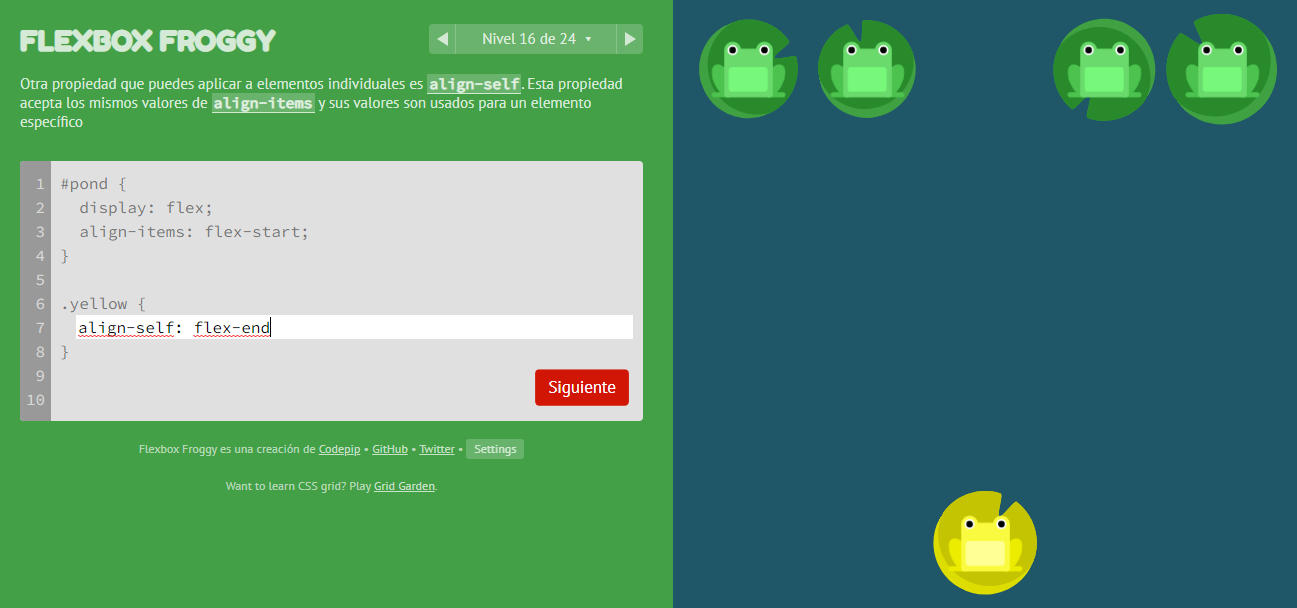 FLEXBOX FROGGY
Nivel 16 de 24
Otra propiedad que puedes aplicar a elementos individuales es align-self. Esta propiedad
acepta los mismos valores de align-items y sus valores son usados para un elemento
específico
1 #pond {
2 display: flex;
3 align-items: flex-start;
4 }
5
6 .yellow {
7 align-self: flex-end
8 }
9
10
Siguiente
Flexbox Froggy es una creación de Codepip • GitHub • Twitter • Settings
Want to learn CSS grid? Play Grid Garden.